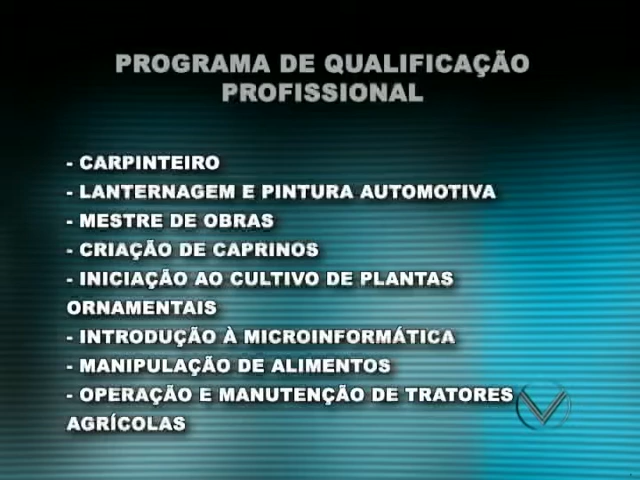 PROGRAMA DE QUALIFICAÇÃO
PROFISSIONAL
- CARPINTEIRO
- LANTERNAGEM E PINTURA AUTOMOTIVA
- MESTRE DE OBRAS
- CRIAÇÃO DE CAPRINOS
- INICIAÇÃO AO CULTIVO DE PLANTAS
ORNAMENTAIS
- INTRODUÇÃO À MICROINFORMÁTICA
- MANIPULAÇÃO DE ALIMENTOS
- OPERAÇÃO E MANUTENÇÃO DE TRATORES
AGRÍCOLAS